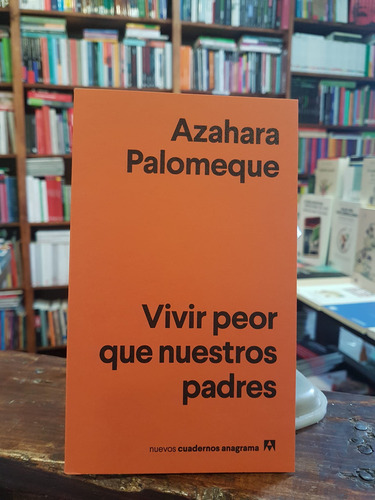 Azahara
Palomeque
Vivir peor
que nuestros
padres
nuevos cuadernos anagrama